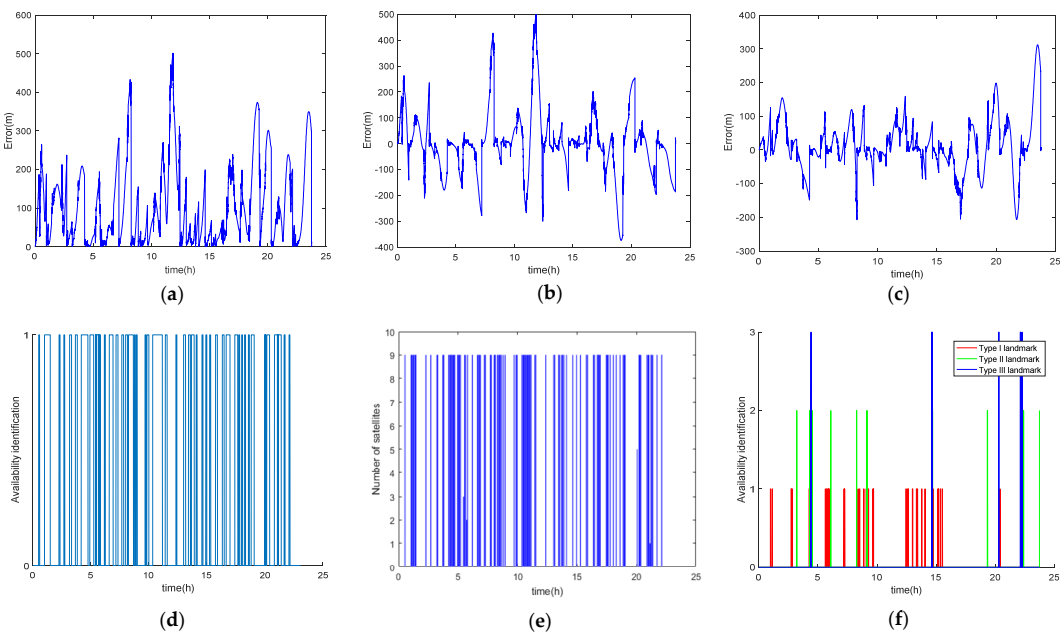 600
500
400
300
200
100
0
Error(m)
0 5 10 15 20 25
time(h)
(a)
500
400
300
200
100
0
-100
-200
-300
-400
Error(m)
0 5 10 15 20 25
time(h)
(b)
400
300
200
100
0
-100
-200
-300
Error(m)
0 5 10 15 20 25
time(h)
(c)
1
0
Availability identification
0 5 10 15 20 25
time(h)
(d)
10
9
8
7
6
5
4
3
2
1
0
Number of satellites
0 5 10 15 20 25
time(h)
(e)
3
2
1
0
Availability identification
Type I landmark
Type II landmark
Type III landmark
0 5 10 15 20 25
time(h)
(f)